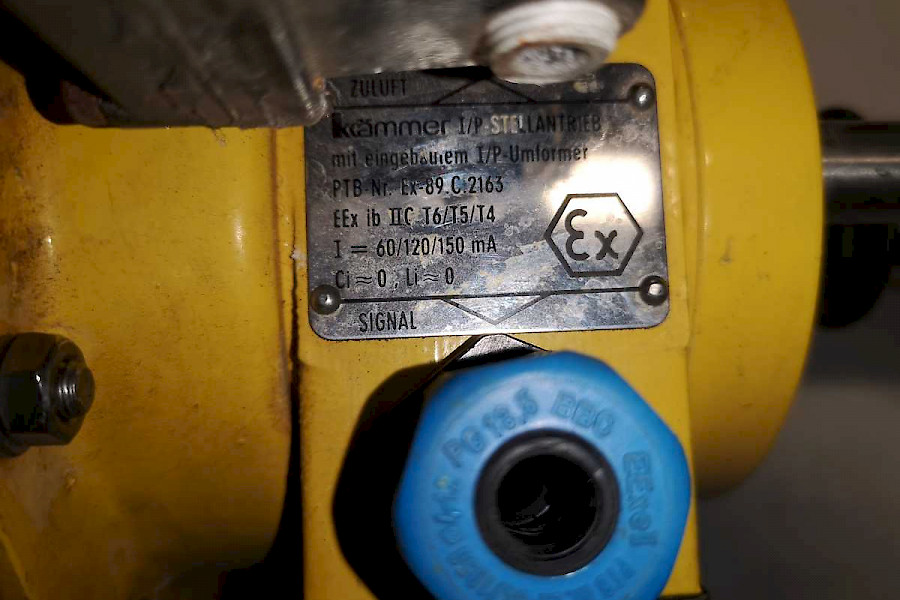 ZULUFT
kämmer I/P-STELLANTRIEB
mit eingebautem I/P-Umformer
PTB-Nr. Ex-89.C.2163
EEx ib IIC T6/T5/T4
I = 60/120/150 mA
Ci ≈ 0 , Li ≈ 0
Ex
SIGNAL
PG 13,5
EExeI